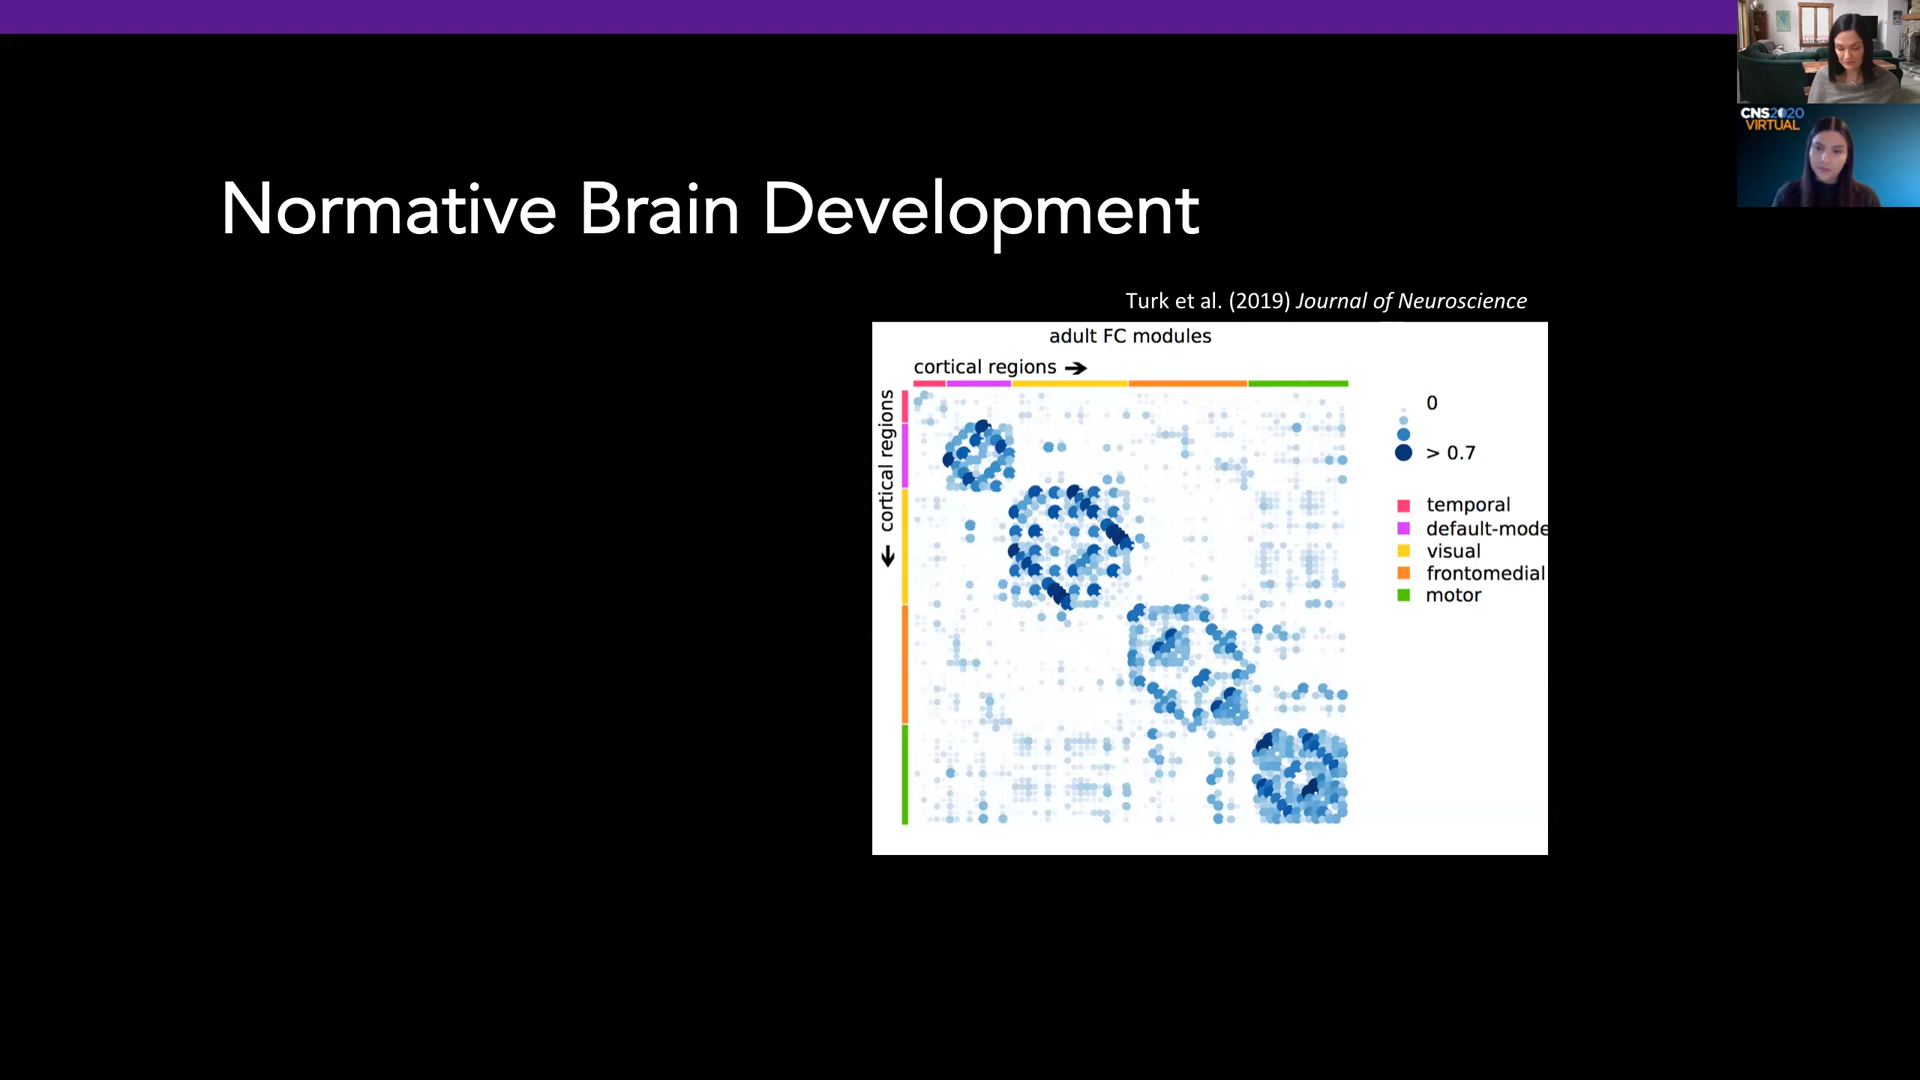 CNS2020
VIRTUAL
Normative Brain Development
Turk et al. (2019) Journal of Neuroscience
adult FC modules
cortical regions
cortical regions
0
> 0.7
temporal
default-mode
visual
frontomedial
motor